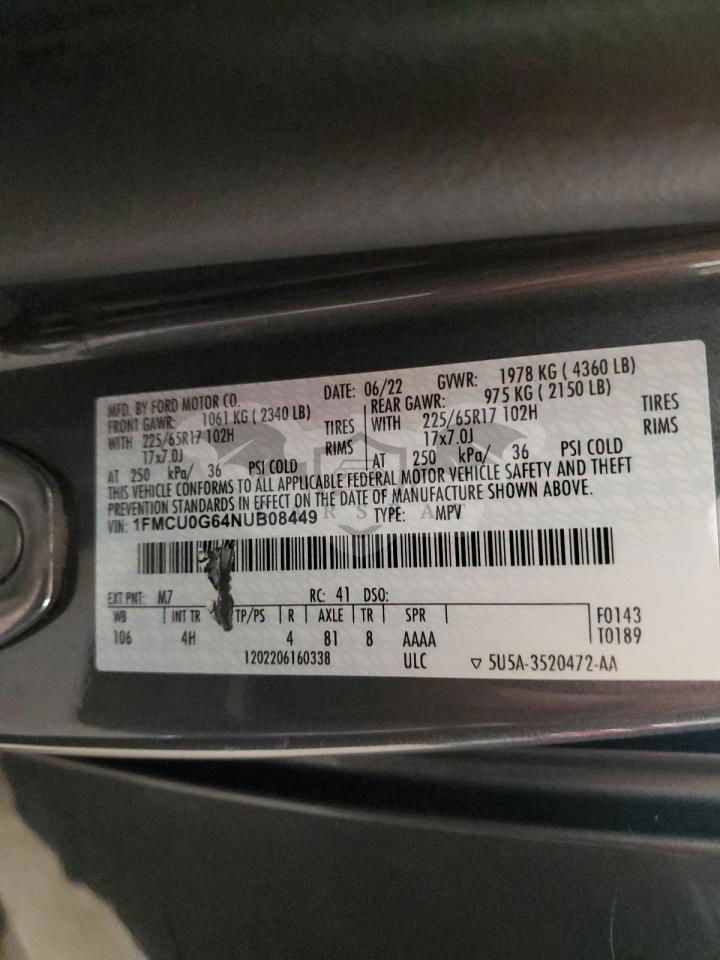 MFD. BY FORD MOTOR CO. DATE: 06/22 GVWR: 1978 KG ( 4360 LB)
FRONT GAWR: 1061 KG ( 2340 LB) REAR GAWR: 975 KG ( 2150 LB)
WITH 225/65R17 102H TIRES WITH 225/65R17 102H TIRES
17x7.0J RIMS 17x7.0J RIMS
AT 250 kPa/ 36 PSI COLD AT 250 kPa/ 36 PSI COLD
THIS VEHICLE CONFORMS TO ALL APPLICABLE FEDERAL MOTOR VEHICLE SAFETY AND THEFT
PREVENTION STANDARDS IN EFFECT ON THE DATE OF MANUFACTURE SHOWN ABOVE.
VIN: 1FMCU0G64NUB08449 TYPE: MPV
EXT PNT: M7 RC: 41 DSO:
WB INT TR TP/PS R AXLE TR SPR F0143
106 4H 4 81 8 AAAA T0189
1202206160338 ULC ▽ 5U5A-3520472-AA